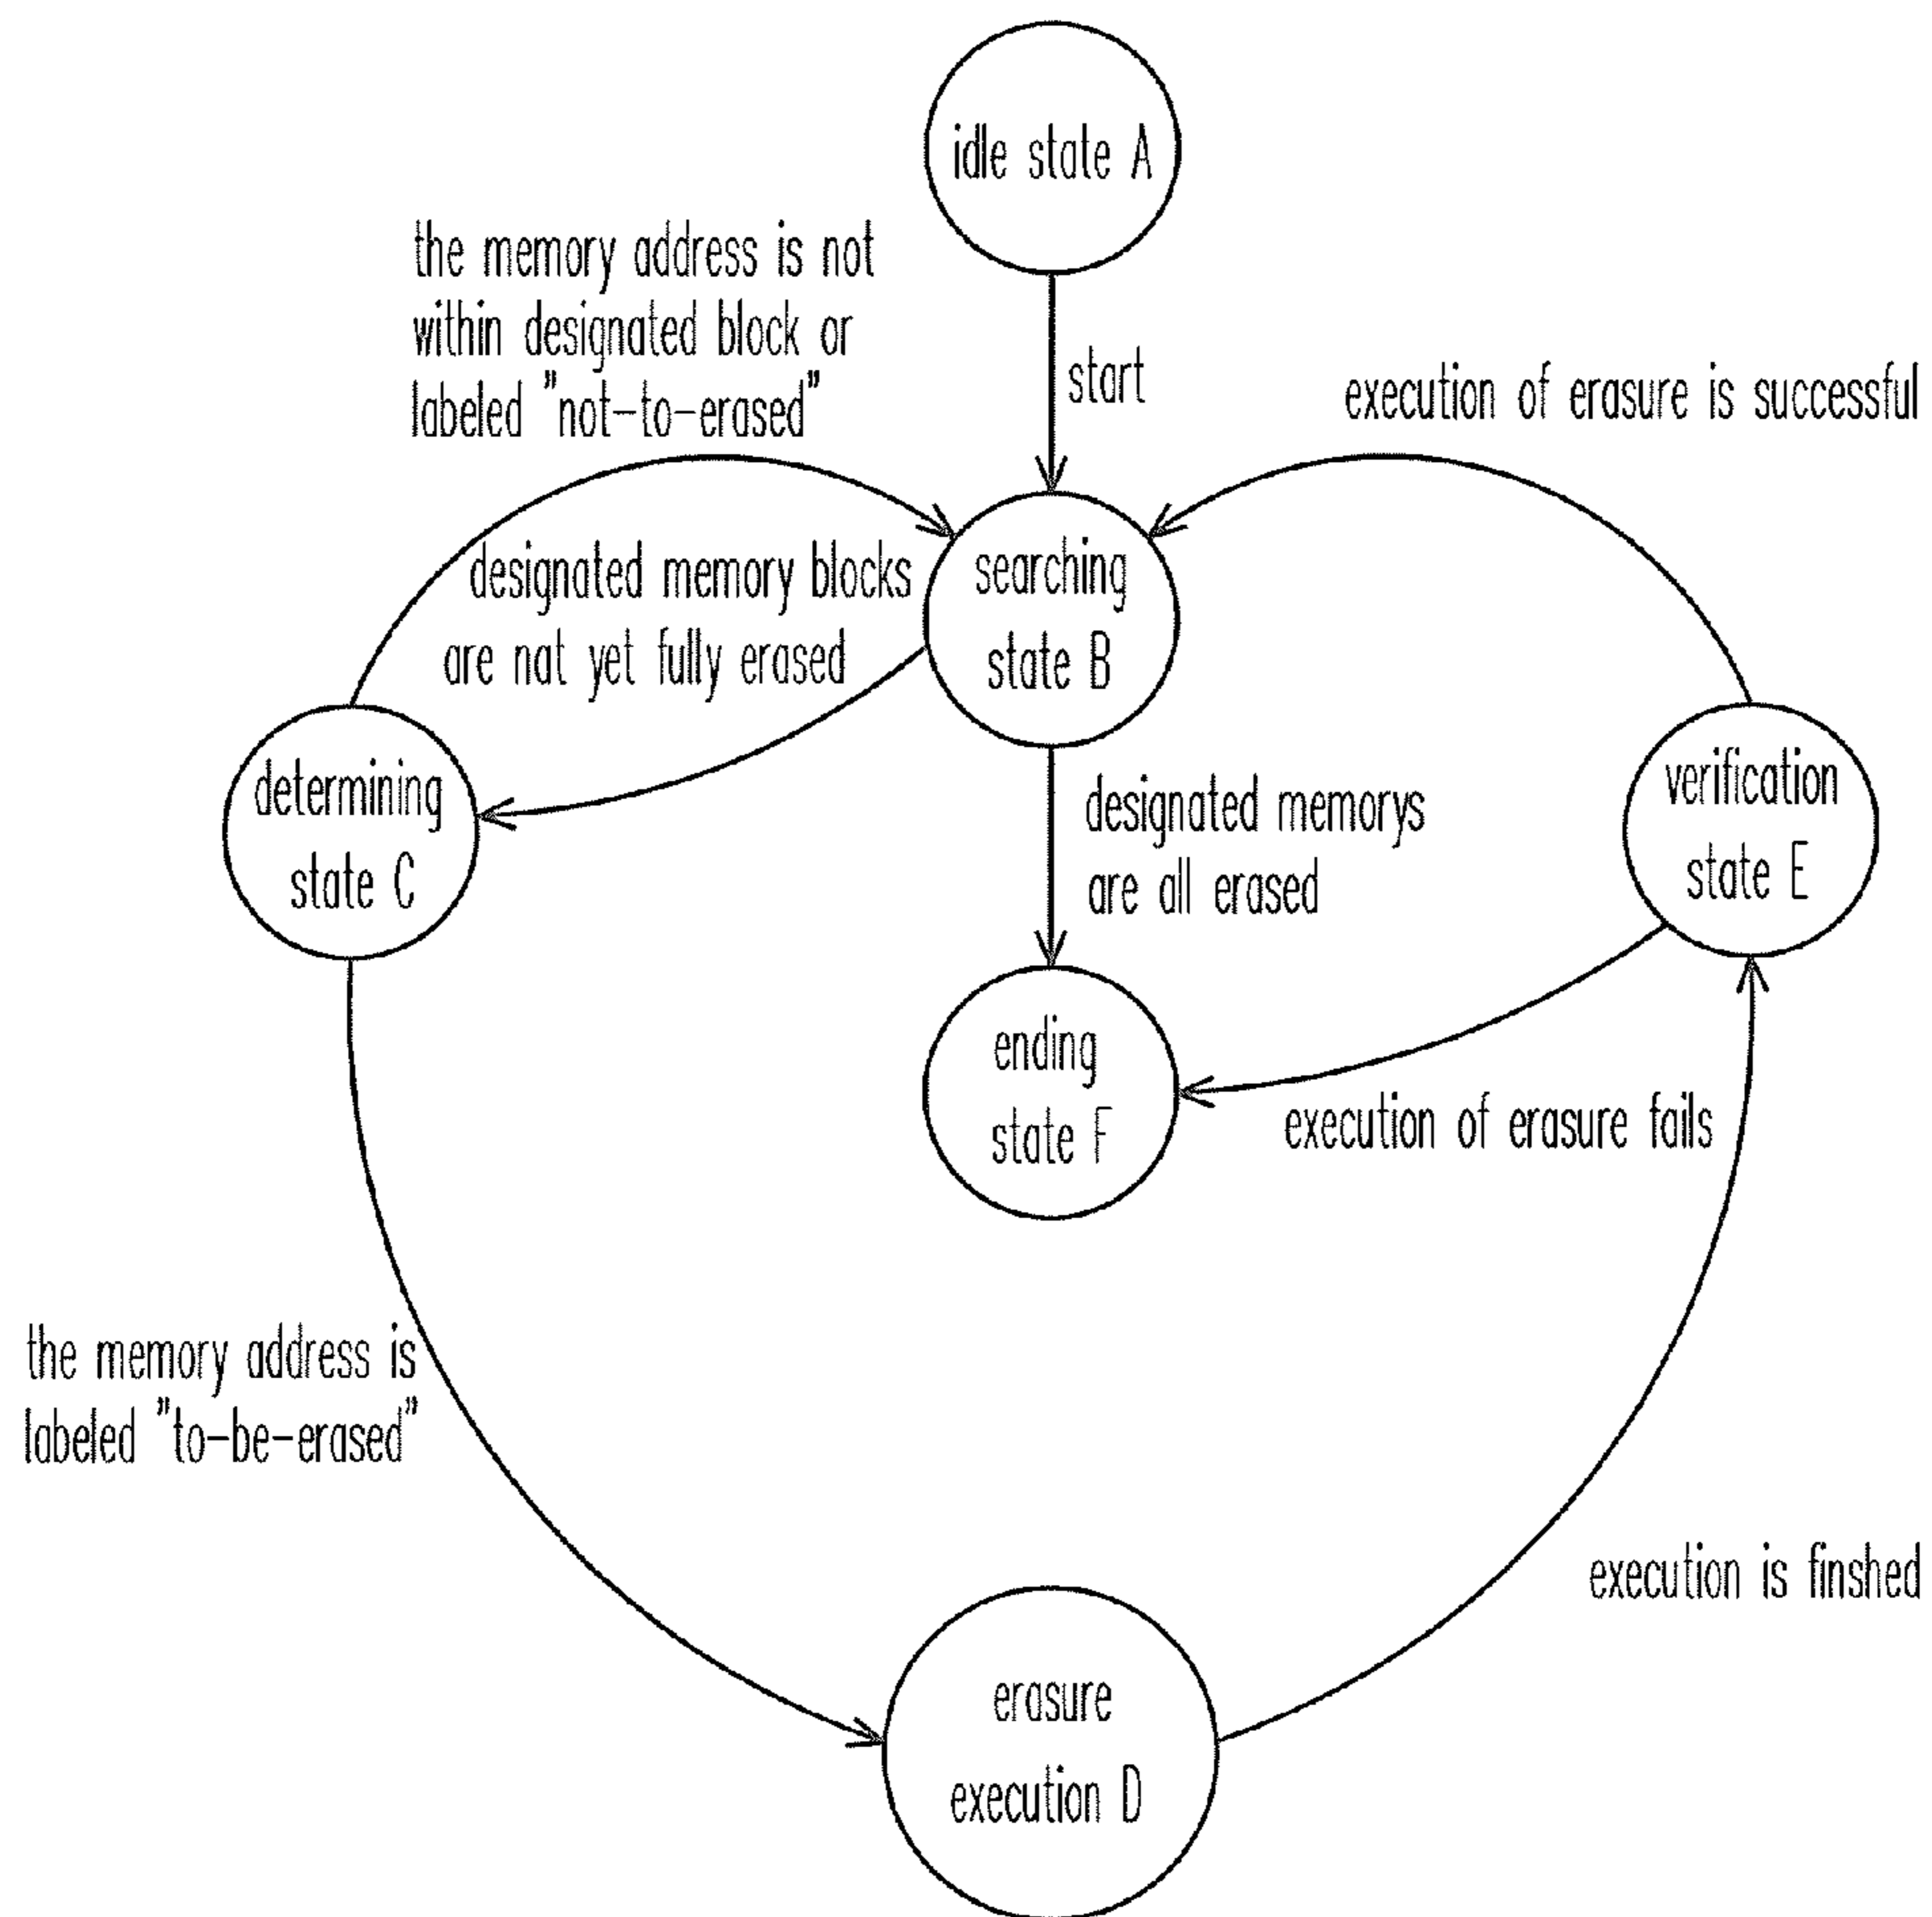 idle state A
the memory address is not
within designated block or
labeled "not-to-erased"
start
execution of erasure is successful
designated memory blocks
are nat yet fully erased
searching
state B
determining
state C
designated memorys
are all erased
verification
state E
ending
state F
execution of erasure fails
the memory address is
labeled "to-be-erased"
execution is finshed
erasure
execution D